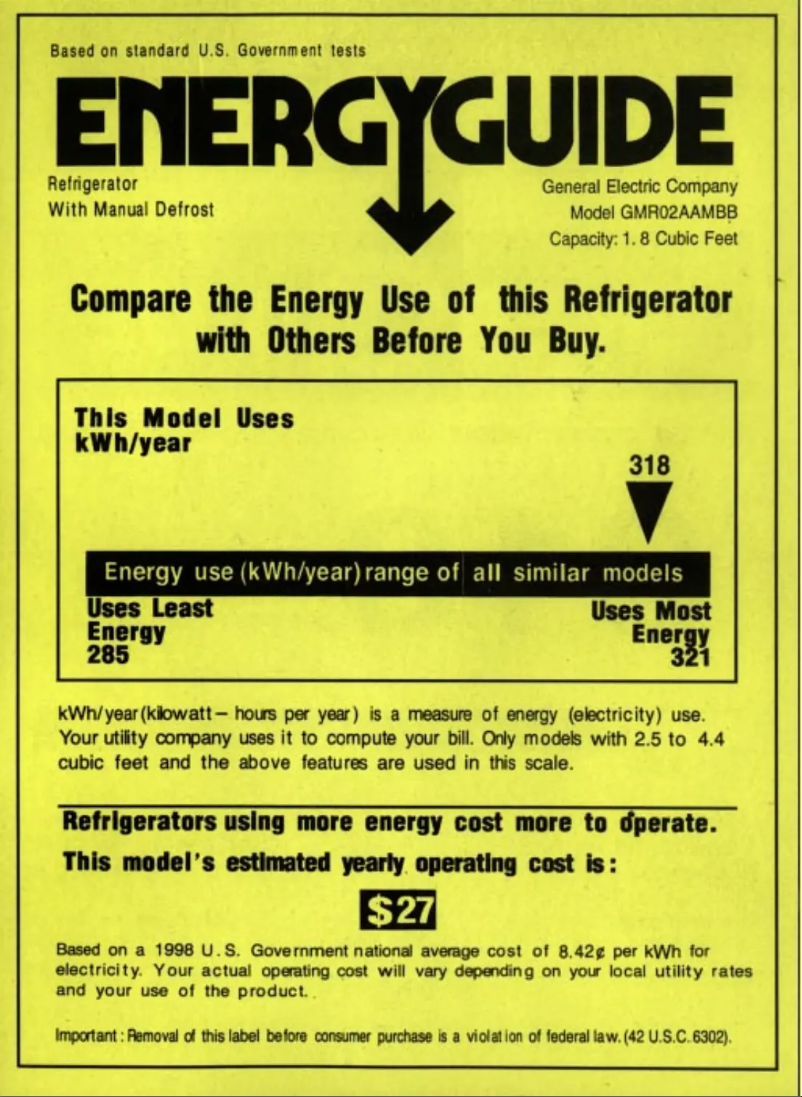 Based on standard U.S. Government tests
ENERGYGUIDE
Refrigerator
With Manual Defrost
General Electric Company
Model GMR02AAMBB
Capacity: 1. 8 Cubic Feet
Compare the Energy Use of this Refrigerator
with Others Before You Buy.
This Model Uses
kWh/year
318
Energy use (kWh/year) range of all similar models
Uses Least
Energy
285
Uses Most
Energy
321
kWh/year (kilowatt – hours per year) is a measure of energy (electricity) use.
Your utility company uses it to compute your bill. Only models with 2.5 to 4.4
cubic feet and the above features are used in this scale.
Refrigerators using more energy cost more to operate.
This model's estimated yearly operating cost is :
$27
Based on a 1998 U.S. Government national average cost of 8.42¢ per kWh for
electricity. Your actual operating cost will vary depending on your local utility rates
and your use of the product.
Important : Removal of this label before consumer purchase is a violation of federal law. (42 U.S.C. 6302).